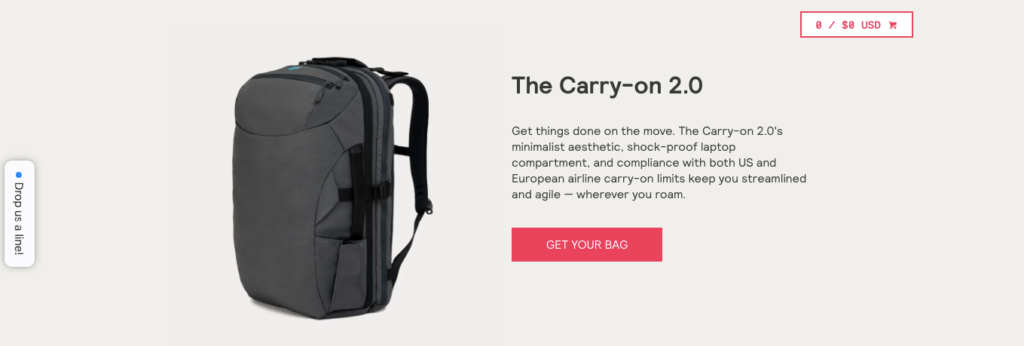 0 / $0 USD
The Carry-on 2.0
Get things done on the move. The Carry-on 2.0's
minimalist aesthetic, shock-proof laptop
compartment, and compliance with both US and
European airline carry-on limits keep you streamlined
and agile — wherever you roam.
GET YOUR BAG
Drop us a line!